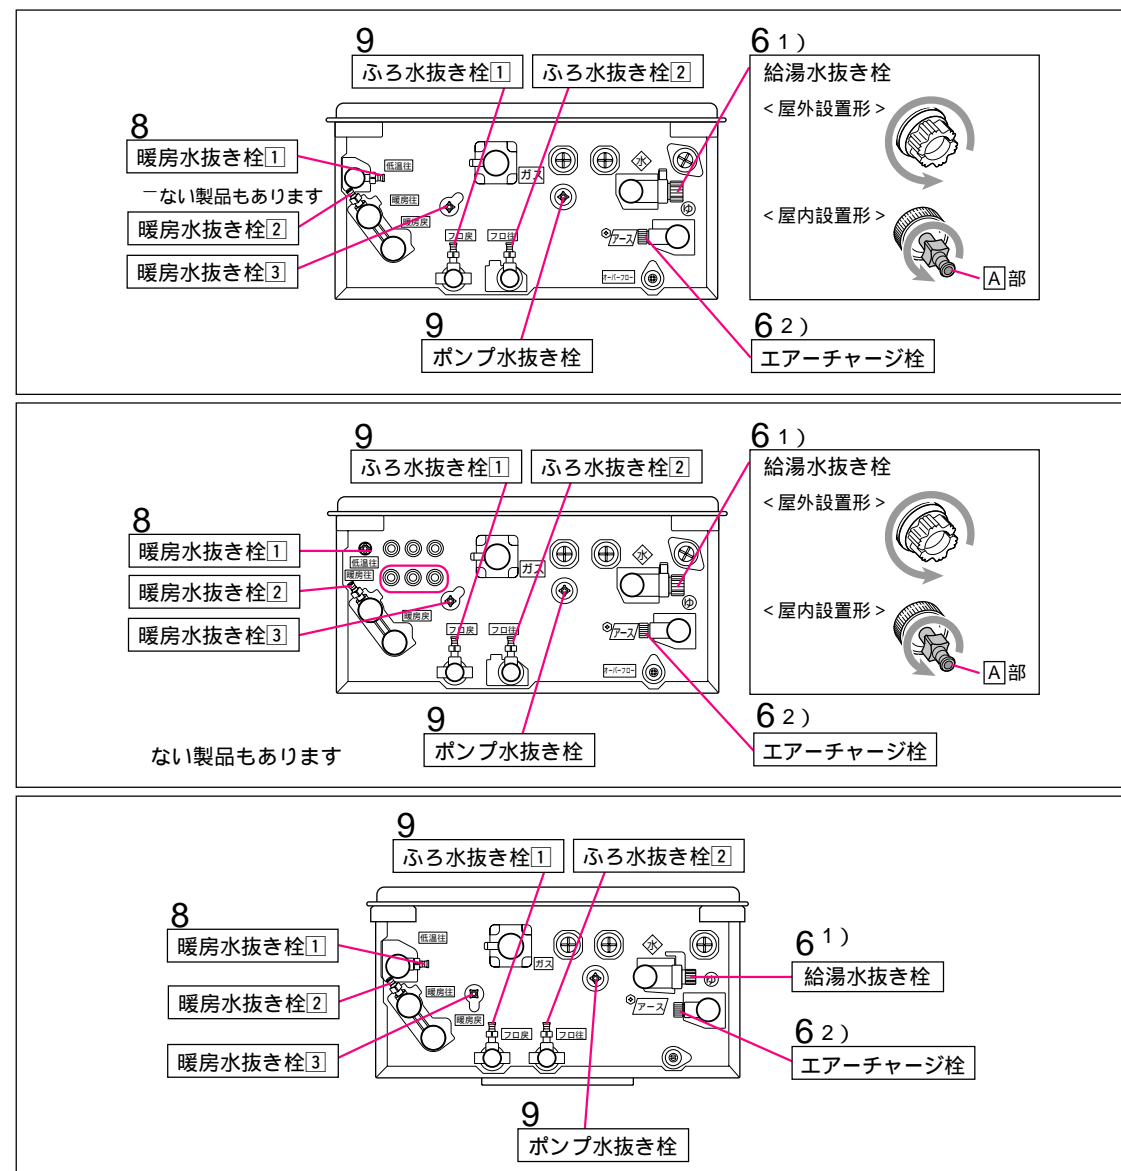 9
ふろ水抜き栓1
ふろ水抜き栓2
6 1）
給湯水抜き栓
<屋外設置形>
<屋内設置形>
A部
8
暖房水抜き栓1
ない製品もあります
暖房水抜き栓2
暖房水抜き栓3
低温往
暖房往
暖房戻
フロ戻
フロ往
ガス
水
ゆ
アース
オーバーフロー
9
ポンプ水抜き栓
6 2）
エアーチャージ栓
9
ふろ水抜き栓1
ふろ水抜き栓2
6 1）
給湯水抜き栓
<屋外設置形>
<屋内設置形>
A部
8
暖房水抜き栓1
暖房水抜き栓2
暖房水抜き栓3
低温往
暖房往
暖房戻
フロ戻
フロ往
ガス
水
ゆ
アース
オーバーフロー
9
ポンプ水抜き栓
6 2）
エアーチャージ栓
ない製品もあります
9
ふろ水抜き栓1
ふろ水抜き栓2
8
暖房水抜き栓1
暖房水抜き栓2
暖房水抜き栓3
低温往
暖房往
暖房戻
フロ戻
フロ往
ガス
水
ゆ
アース
6 1）
給湯水抜き栓
6 2）
エアーチャージ栓
9
ポンプ水抜き栓